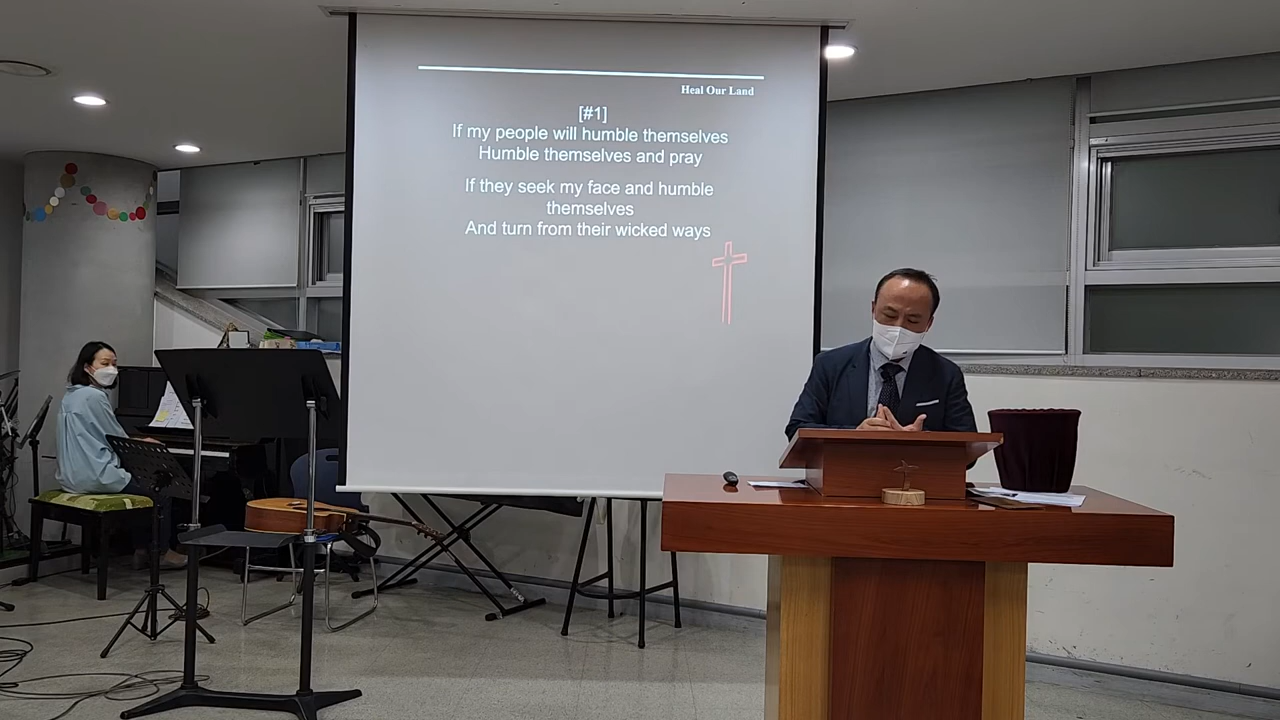 Heal Our Land
[#1]
If my people will humble themselves
Humble themselves and pray
If they seek my face and humble
themselves
And turn from their wicked ways